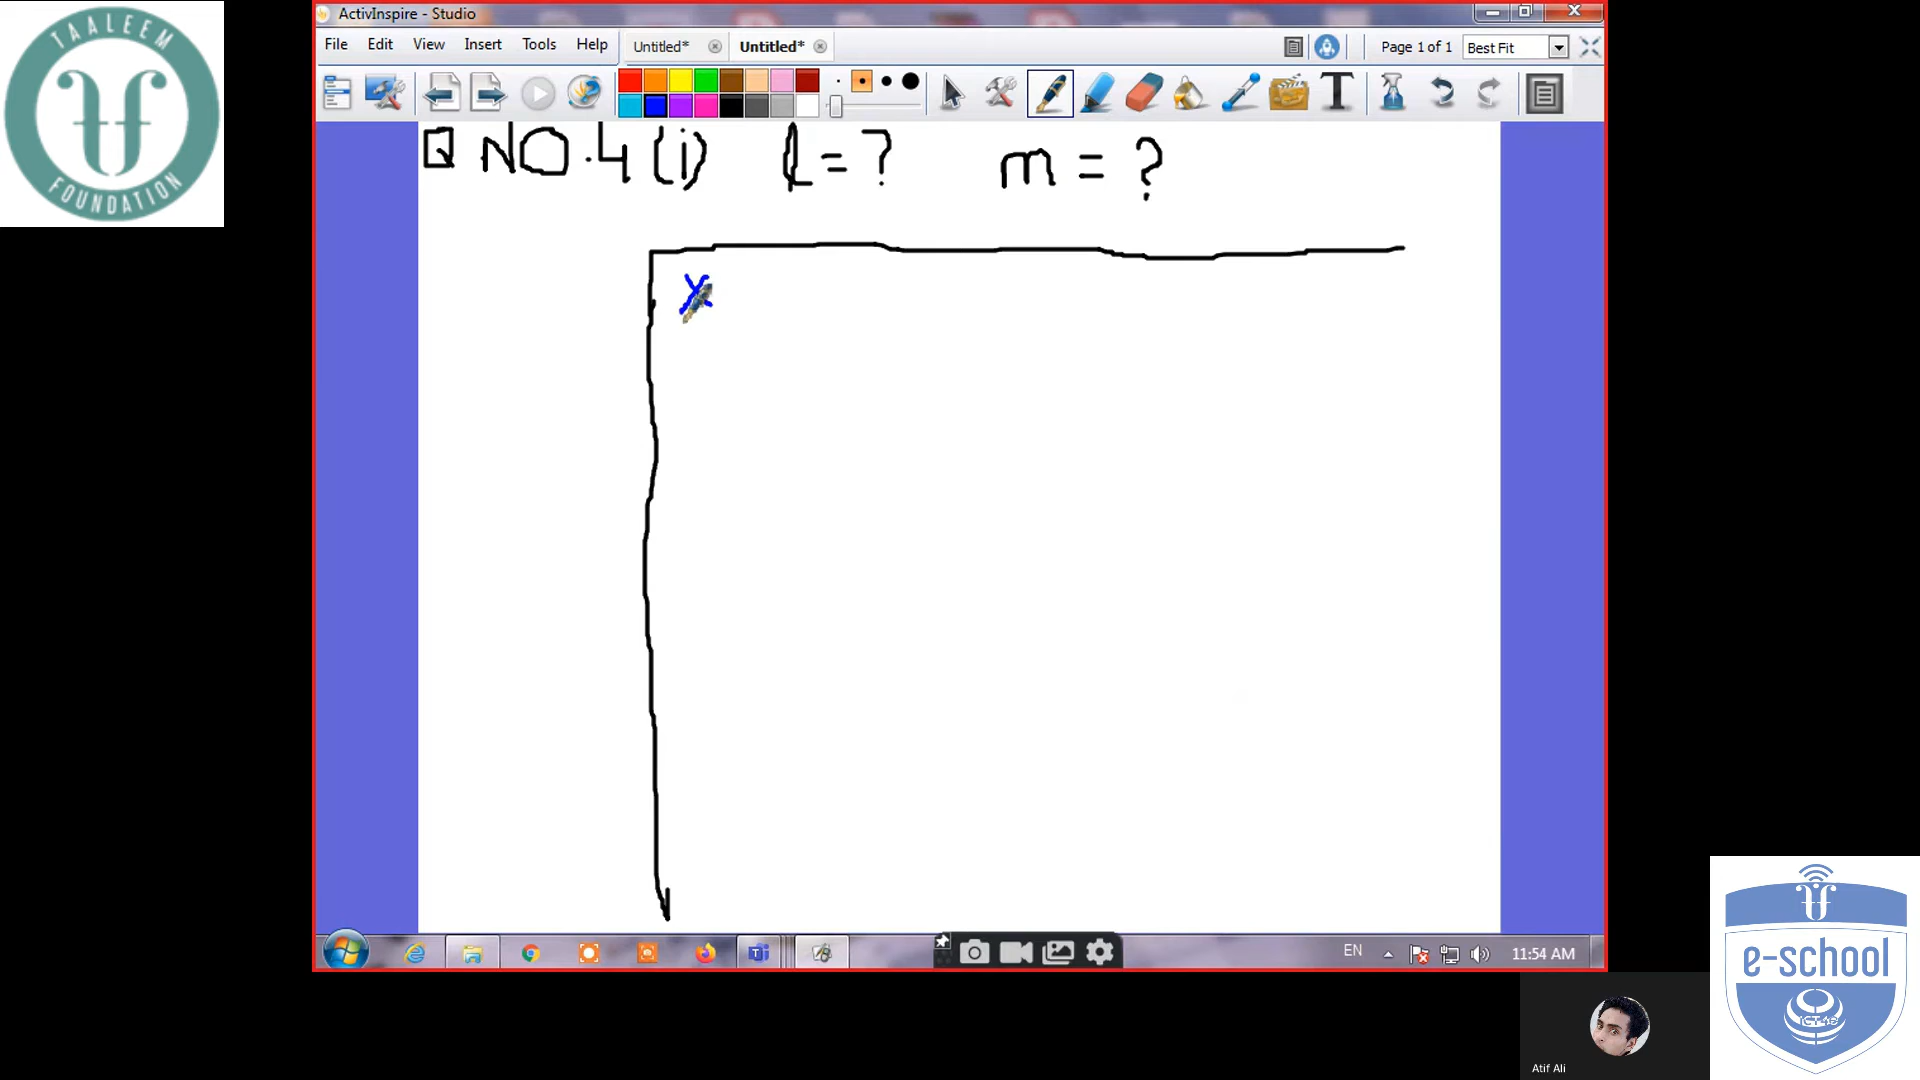 TAALEEM
FOUNDATION
ActivInspire - Studio
File Edit View Insert Tools Help Untitled* Untitled* Page 1 of 1 Best Fit
T
Q NO.4 (i) l = ? m = ?
x
EN 11:54 AM
e-school
Atif Ali